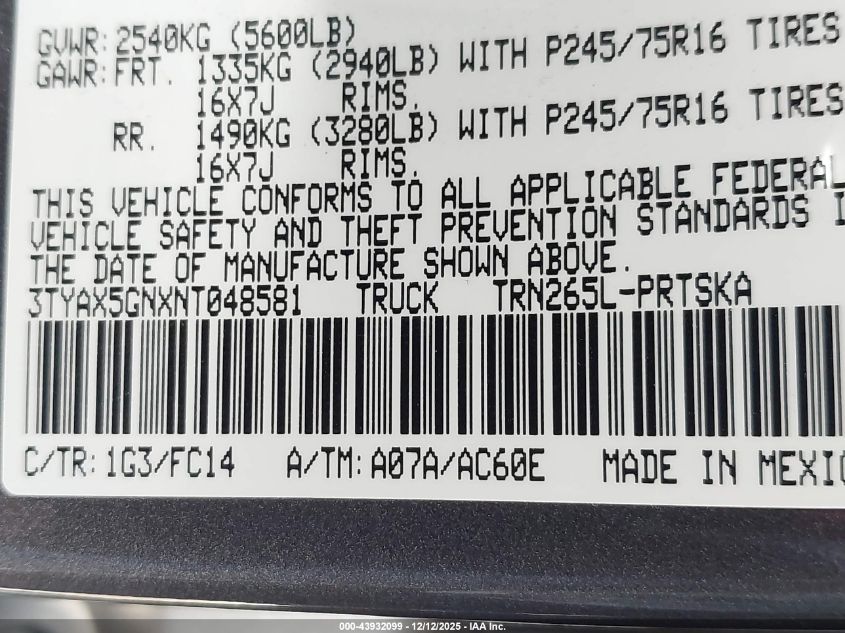 GVWR: 2540KG (5600LB)
GAWR: FRT. 1335KG (2940LB) WITH P245/75R16 TIRES
16X7J RIMS.
RR. 1490KG (3280LB) WITH P245/75R16 TIRES
16X7J RIMS.
THIS VEHICLE CONFORMS TO ALL APPLICABLE FEDERAL
VEHICLE SAFETY AND THEFT PREVENTION STANDARDS I
THE DATE OF MANUFACTURE SHOWN ABOVE.
3TYAX5GNXNT048581 TRUCK TRN265L-PRTSKA
C/TR: 1G3/FC14 A/TM: A07A/AC60E MADE IN MEXIC
000-43932099 • 12/12/2025 - IAA Inc.